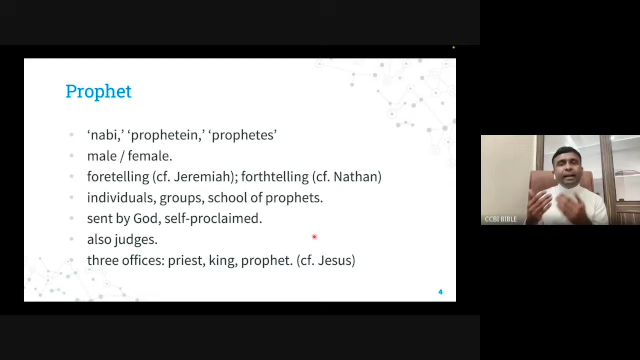 Prophet
'nabi,' 'prophetein,' 'prophetes'
male / female.
foretelling (cf. Jeremiah); forthtelling (cf. Nathan)
individuals, groups, school of prophets.
sent by God, self-proclaimed.
also judges.
three offices: priest, king, prophet. (cf. Jesus)
4
CCBI BIBLE